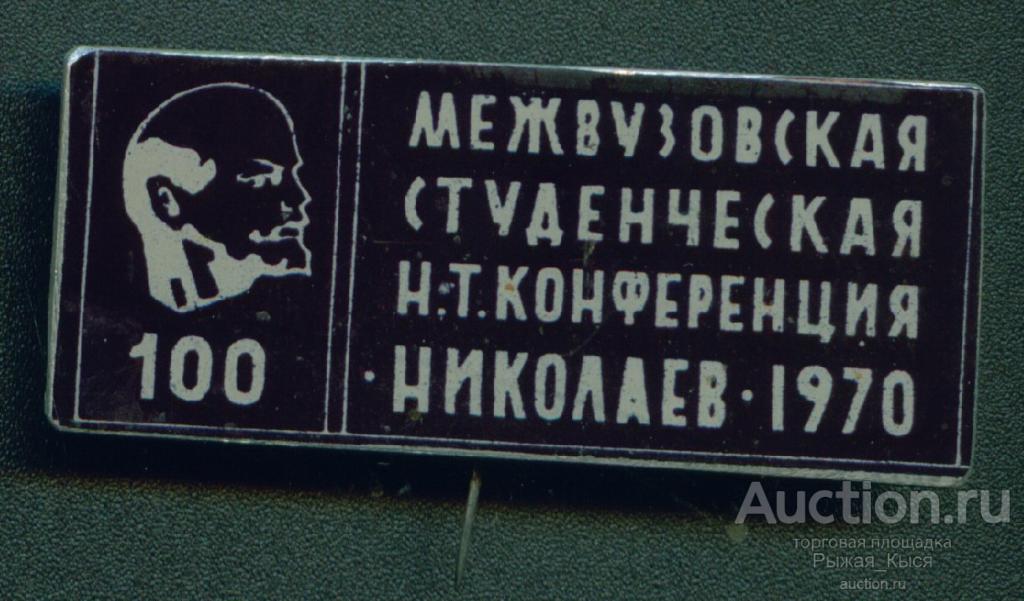 100
МЕЖВУЗОВСКАЯ
СТУДЕНЧЕСКАЯ
Н.Т. КОНФЕРЕНЦИЯ
· НИКОЛАЕВ · 1970
Auction.ru
торговая площадка
Рыжая_Кыся
auction.ru